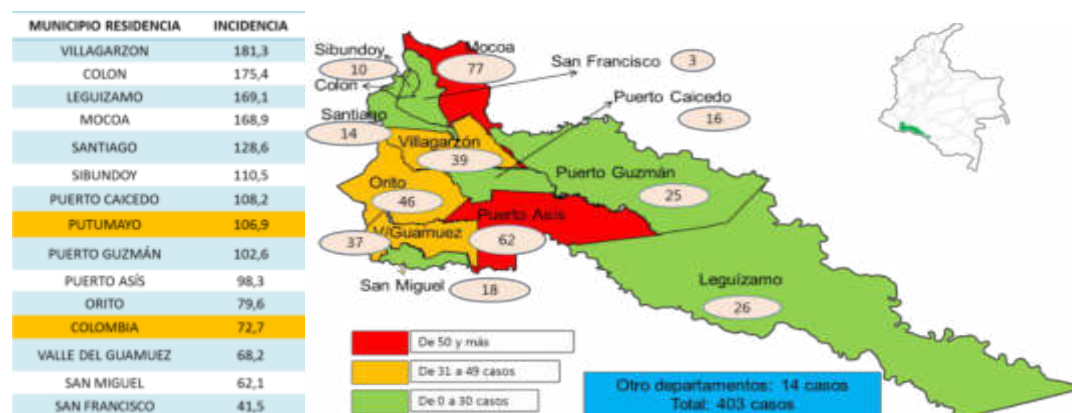 MUNICIPIO RESIDENCIA INCIDENCIA
VILLAGARZON 181,3
COLON 175,4
LEGUIZAMO 169,1
MOCOA 168,9
SANTIAGO 128,6
SIBUNDOY 110,5
PUERTO CAICEDO 108,2
PUTUMAYO 106,9
PUERTO GUZMÁN 102,6
PUERTO ASÍS 98,3
ORITO 79,6
COLOMBIA 72,7
VALLE DEL GUAMUEZ 68,2
SAN MIGUEL 62,1
SAN FRANCISCO 41,5
Sibundoy
10
Mocoa
77
San Francisco
3
Colon
Puerto Caicedo
16
Santiago
14
Villagarzón
39
Puerto Guzmán
25
Orito
46
Puerto Asís
62
V/Guamuez
37
San Miguel
18
Leguízamo
26
De 50 y más
De 31 a 49 casos
De 0 a 30 casos
Otro departamentos: 14 casos
Total: 403 casos